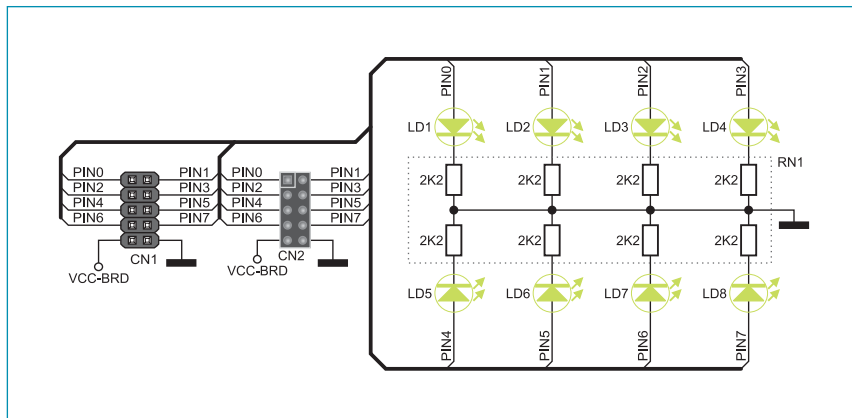 PIN0 PIN1 PIN2 PIN3
LD1 LD2 LD3 LD4
RN1
2K2 2K2 2K2 2K2
PIN0 PIN1 PIN0 PIN1
PIN2 PIN3 PIN2 PIN3
PIN4 PIN5 PIN4 PIN5
PIN6 PIN7 PIN6 PIN7
2K2 2K2 2K2 2K2
CN1 CN2
VCC-BRD VCC-BRD
LD5 LD6 LD7 LD8
PIN4 PIN5 PIN6 PIN7